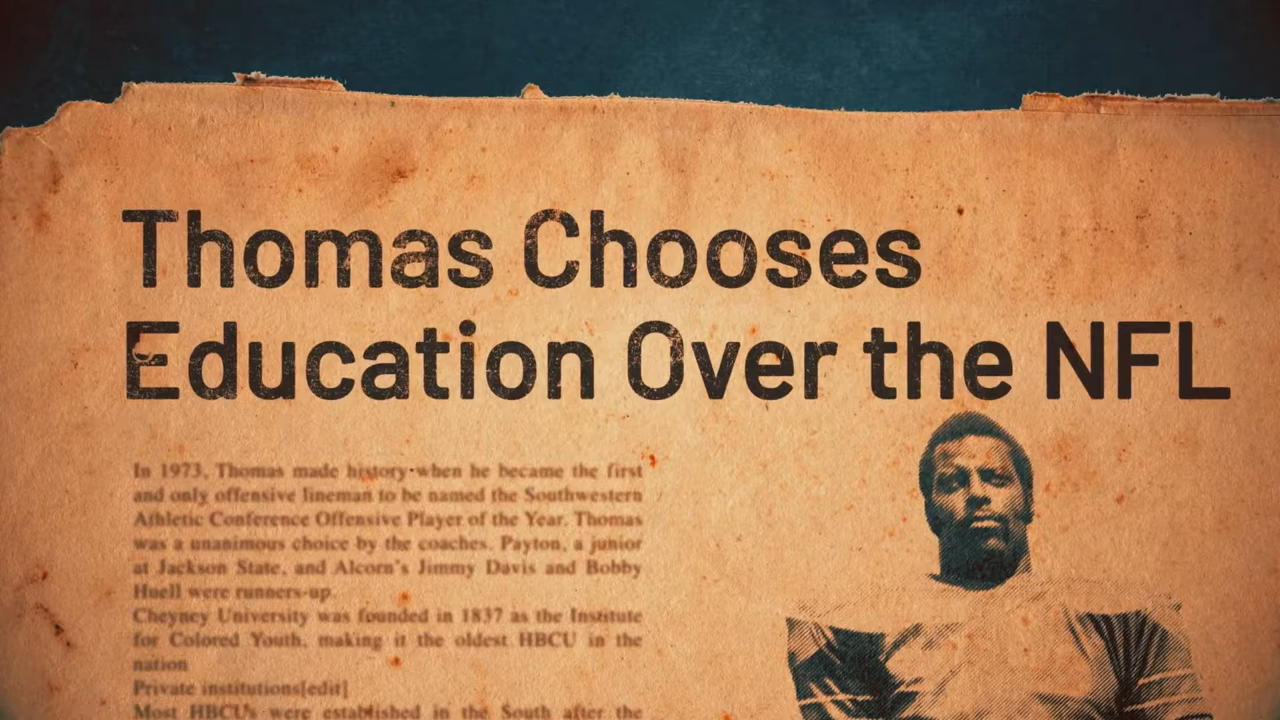 Thomas Chooses
Education Over the NFL
In 1973, Thomas made history when he became the first
and only offensive lineman to be named the Southwestern
Athletic Conference Offensive Player of the Year. Thomas
was a unanimous choice by the coaches. Payton, a junior
at Jackson State, and Alcorn's Jimmy Davis and Bobby
Huell were runners-up.
Cheyney University was founded in 1837 as the Institute
for Colored Youth, making it the oldest HBCU in the
nation
Private institutions[edit]
Most HBCUs were established in the South after the